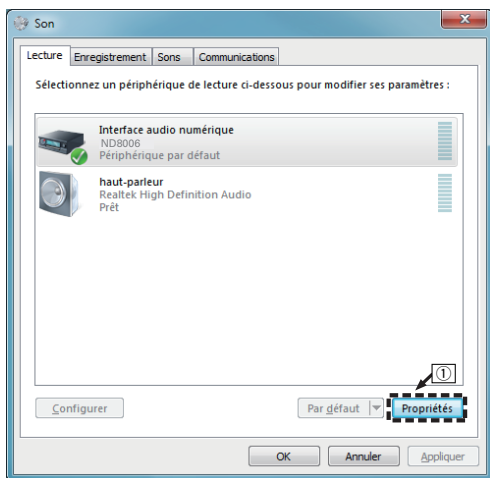 Son
Lecture Enregistrement Sons Communications
Sélectionnez un périphérique de lecture ci-dessous pour modifier ses paramètres :
Interface audio numérique
ND8006
Périphérique par défaut
haut-parleur
Realtek High Definition Audio
Prêt
①
Configurer Par défaut Propriétés
OK Annuler Appliquer